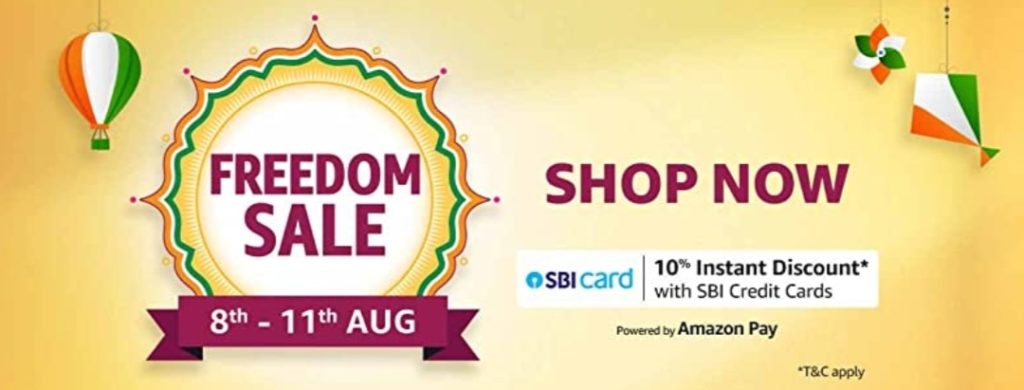 FREEDOM
SALE
8th - 11th AUG
SHOP NOW
SBI card
10% Instant Discount*
with SBI Credit Cards
Powered by Amazon Pay
*T&C apply